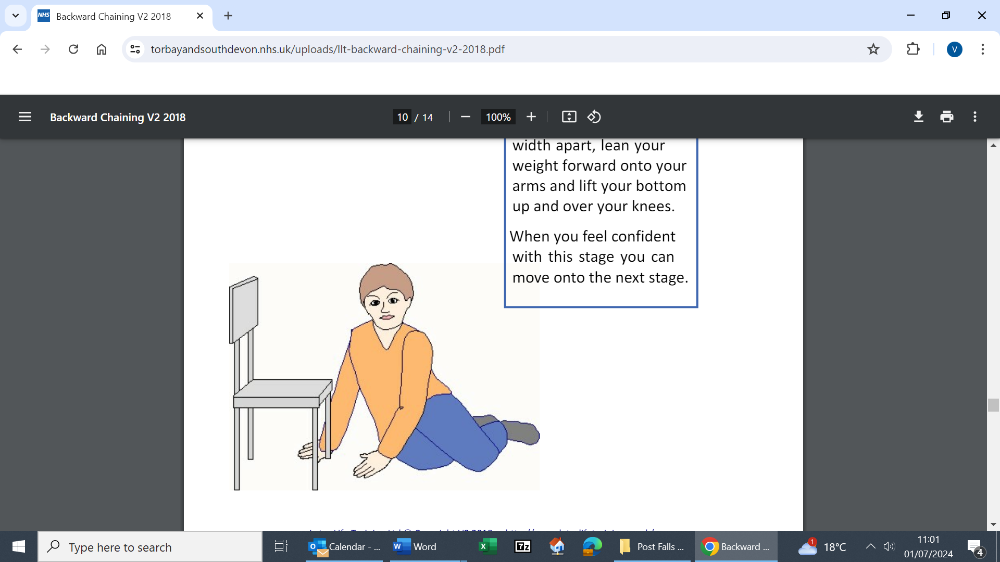 NHS Backward Chaining V2 2018
torbayandsouthdevon.nhs.uk/uploads/llt-backward-chaining-v2-2018.pdf
V
Backward Chaining V2 2018
10 / 14
100%
width apart, lean your
weight forward onto your
arms and lift your bottom
up and over your knees.
When you feel confident
with this stage you can
move onto the next stage.
Type here to search
Calendar - ...
Word
7z
Post Falls ...
Backward ...
1
18°C
11:01
01/07/2024
4